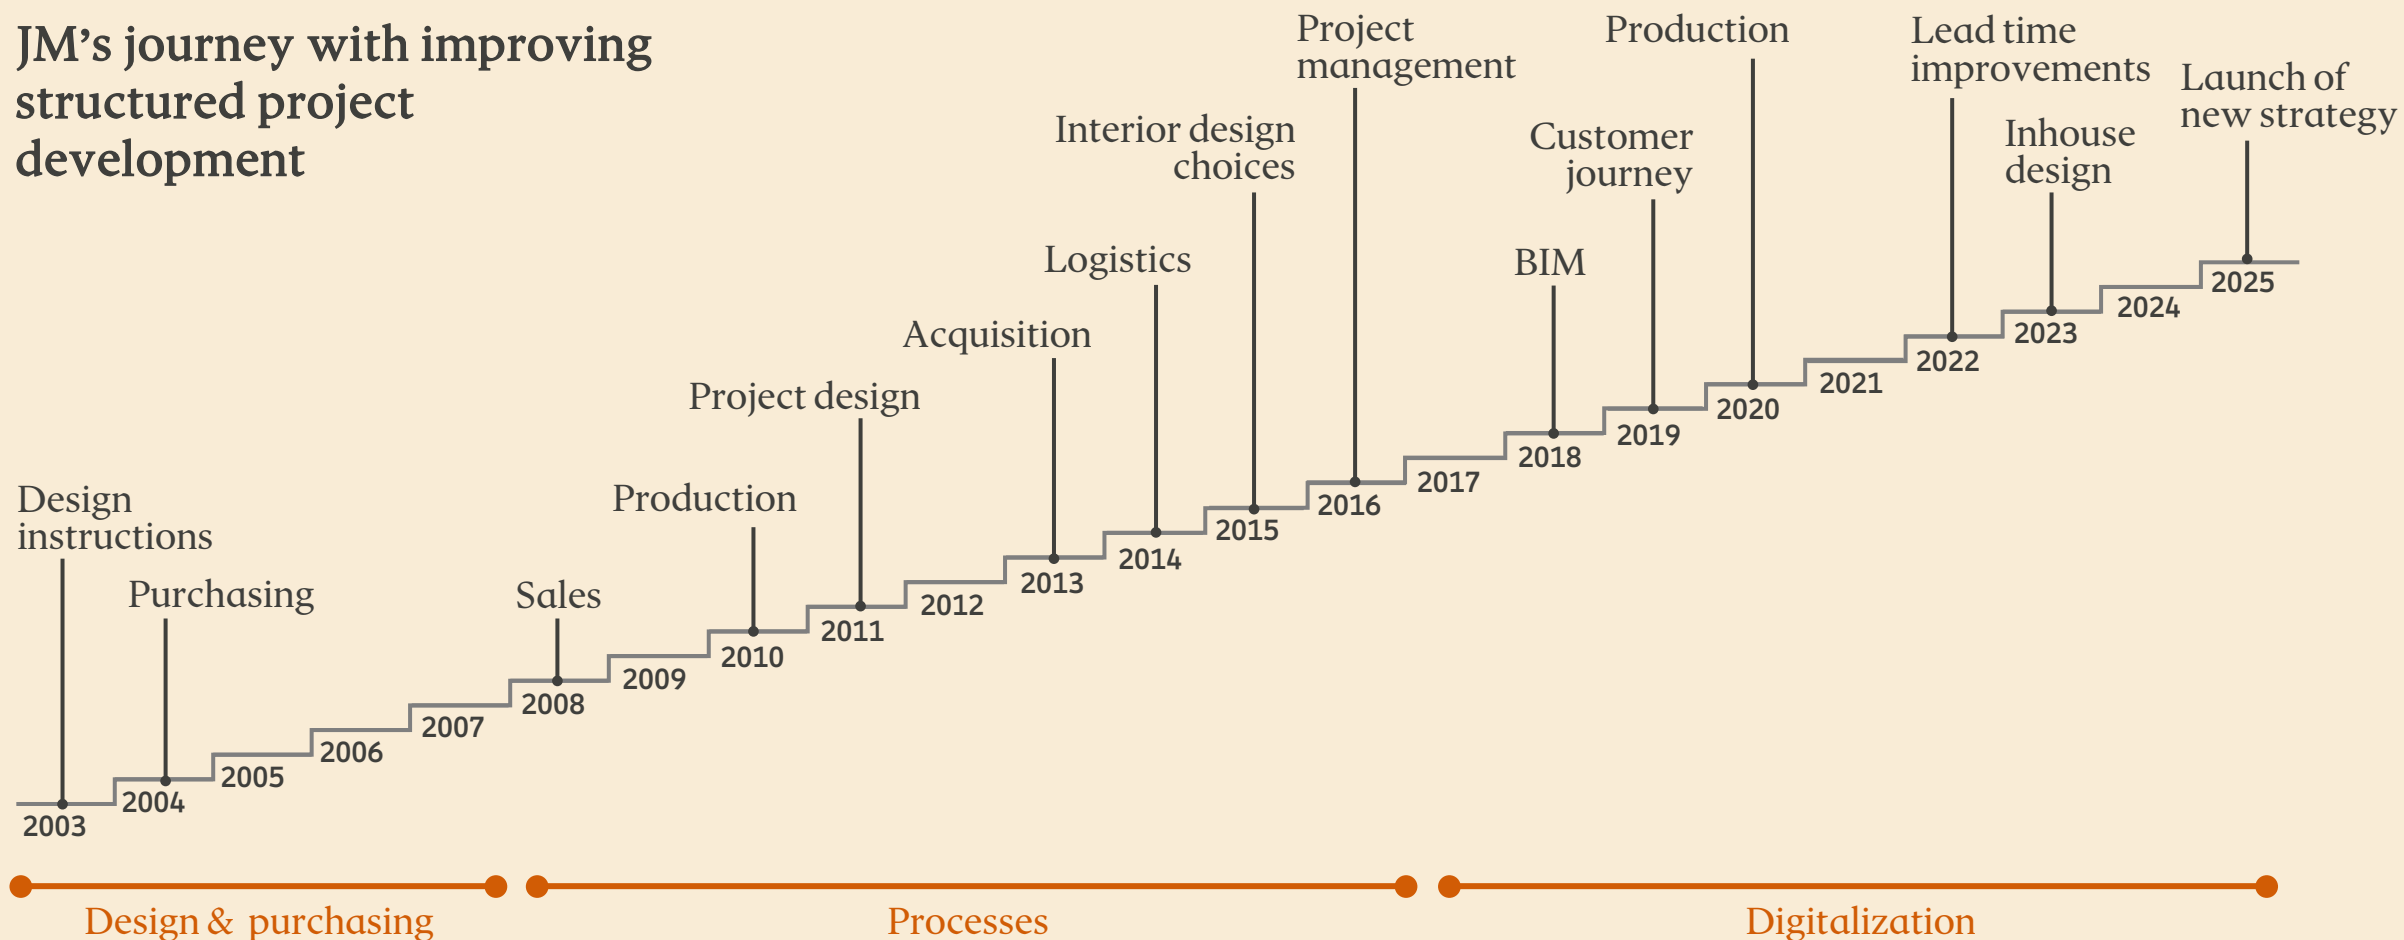 JM’s journey with improving
structured project
development
Design
instructions
Purchasing
Sales
Production
Project design
Acquisition
Logistics
Interior design
choices
Project
management
BIM
Customer
journey
Production
Lead time
improvements
Inhouse
design
Launch of
new strategy
2003
2004
2005
2006
2007
2008
2009
2010
2011
2012
2013
2014
2015
2016
2017
2018
2019
2020
2021
2022
2023
2024
2025
Design & purchasing
Processes
Digitalization